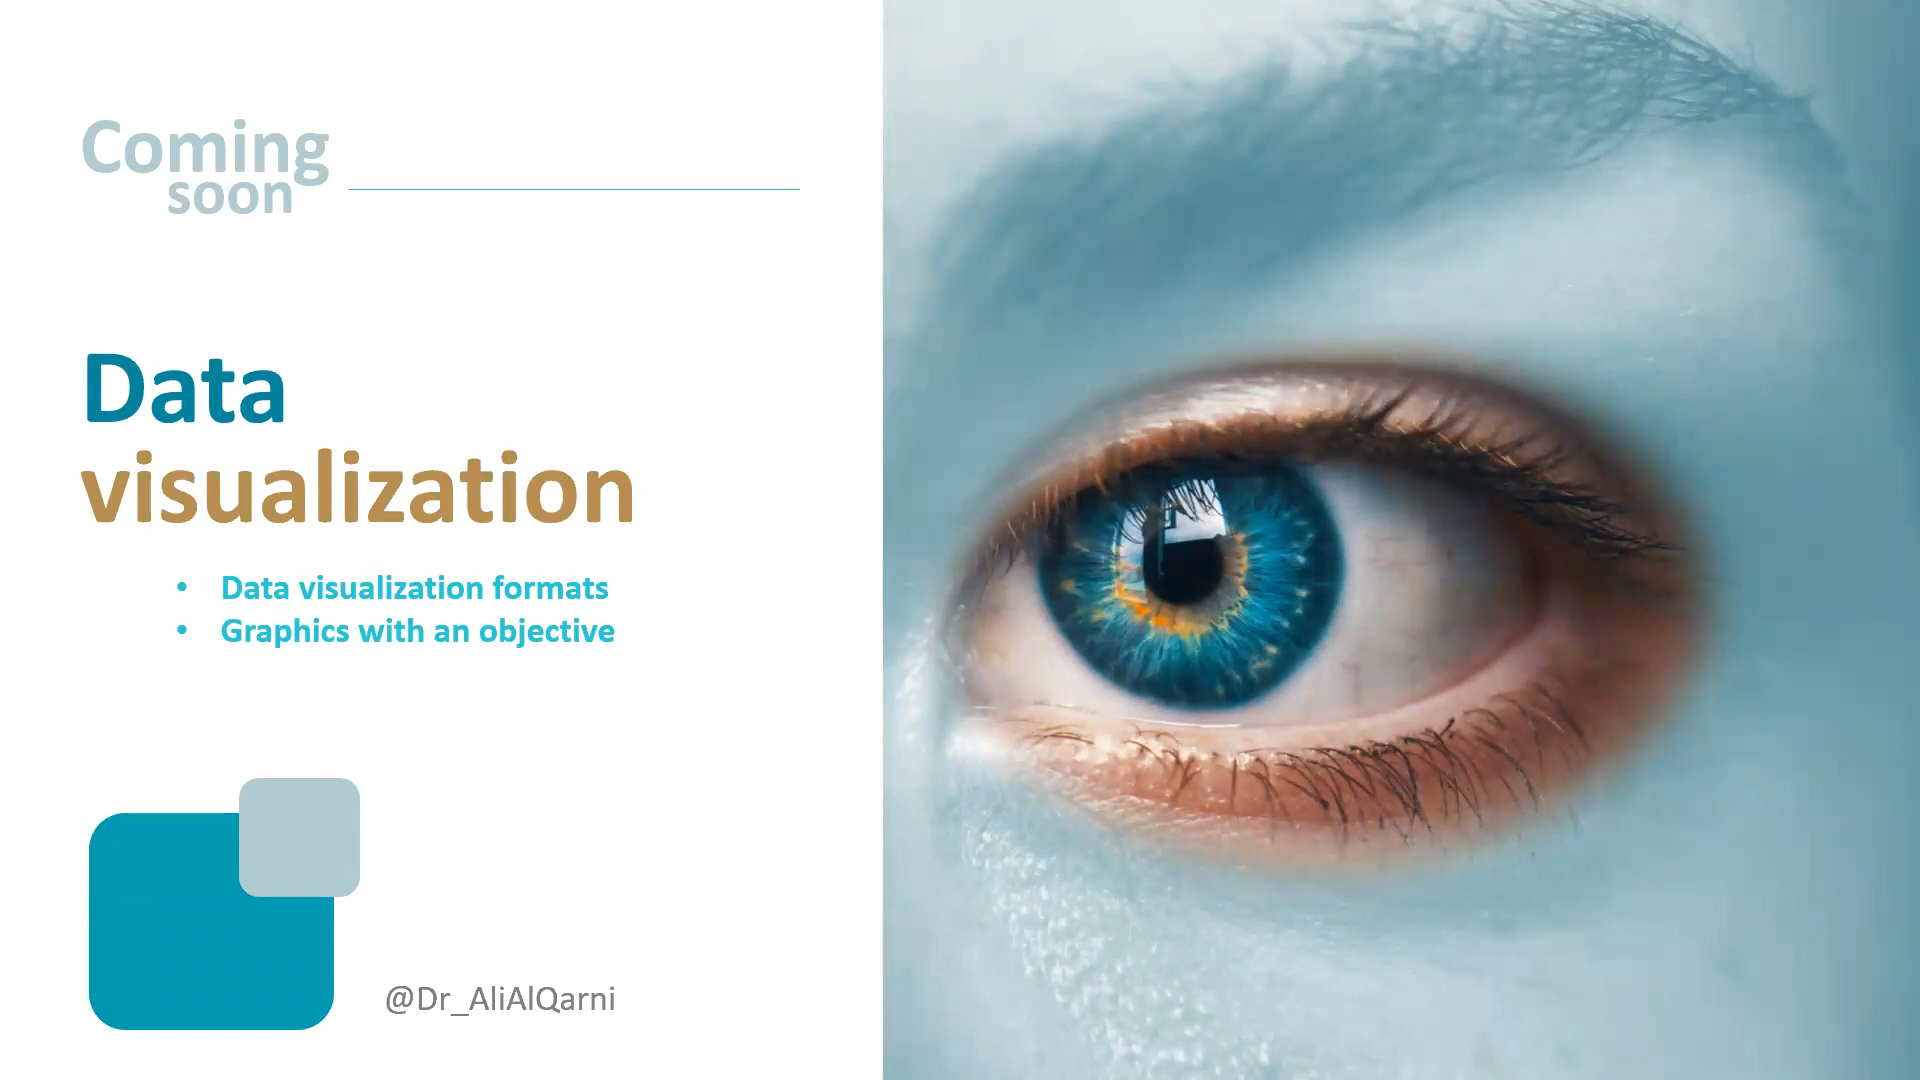 Coming
soon
Data
visualization
• Data visualization formats
• Graphics with an objective
@Dr_AliAlQarni